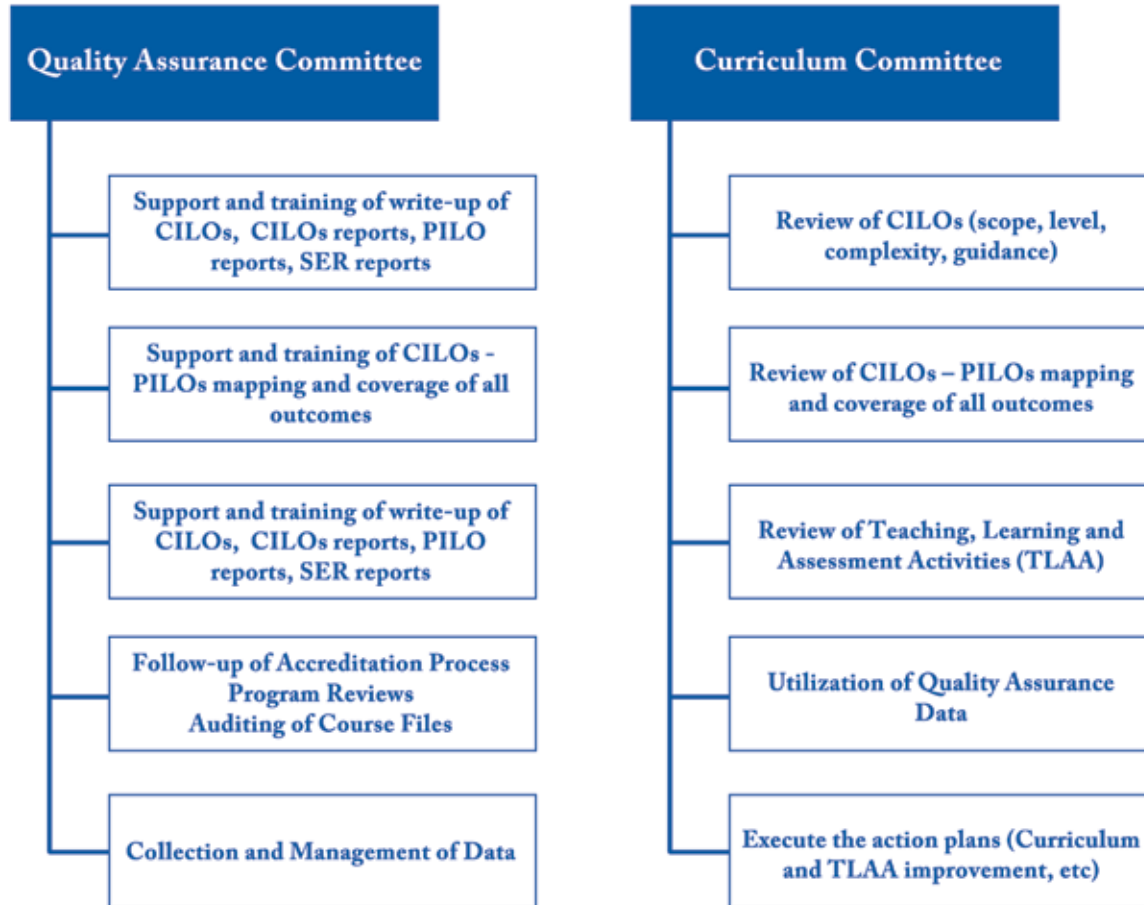 Quality Assurance Committee
Support and training of write-up of
CILOs, CILOs reports, PILO
reports, SER reports
Support and training of CILOs -
PILOs mapping and coverage of all
outcomes
Support and training of write-up of
CILOs, CILOs reports, PILO
reports, SER reports
Follow-up of Accreditation Process
Program Reviews
Auditing of Course Files
Collection and Management of Data
Curriculum Committee
Review of CILOs (scope, level,
complexity, guidance)
Review of CILOs – PILOs mapping
and coverage of all outcomes
Review of Teaching, Learning and
Assessment Activities (TLAA)
Utilization of Quality Assurance
Data
Execute the action plans (Curriculum
and TLAA improvement, etc)